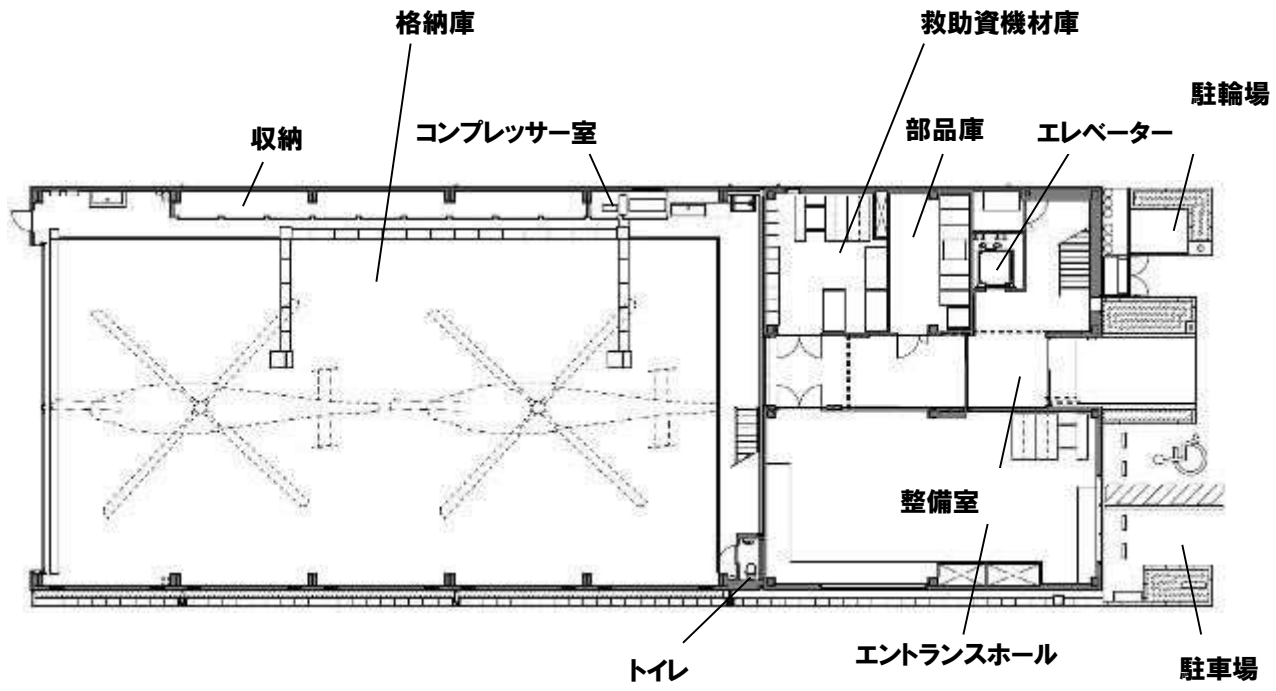 格納庫
救助資機材庫
駐輪場
収納
コンプレッサー室
部品庫
エレベーター
整備室
トイレ
エントランスホール
駐車場